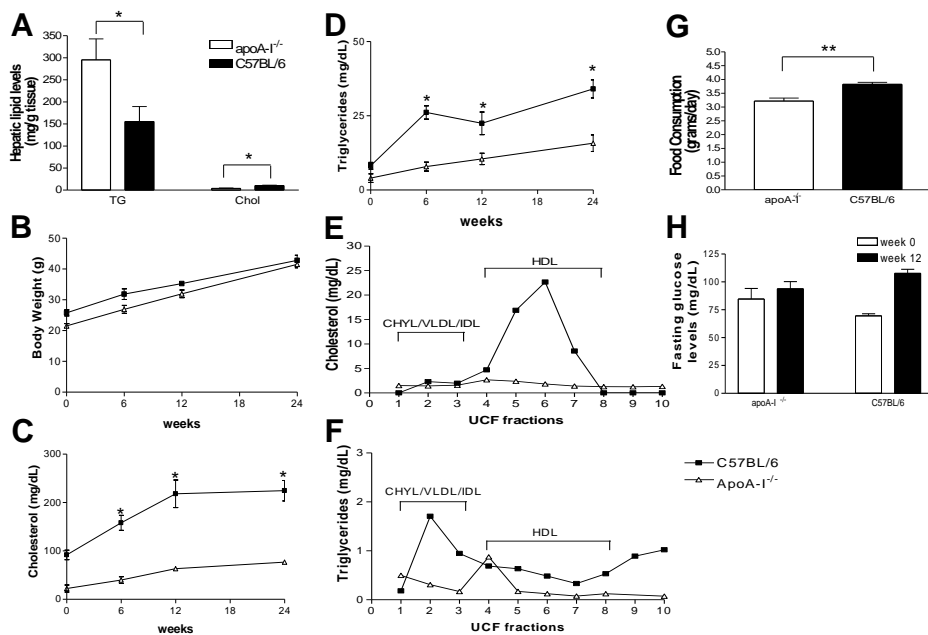 A
*
apoA-I-/-
C57BL/6
Hepatic lipid levels
(mg/g tissue)
350
300
250
200
150
100
50
0
*
TG
Chol
B
Body Weight (g)
60
50
40
30
20
10
0
0
6
12
18
24
weeks
C
Cholesterol (mg/dL)
300
200
100
0
*
*
*
0
6
12
18
24
weeks
D
Triglycerides (mg/dL)
50
25
0
*
*
*
0
6
12
18
24
weeks
E
Cholesterol (mg/dL)
30
25
20
15
10
5
0
HDL
CHYL/VLDL/IDL
0 1 2 3 4 5 6 7 8 9 10
UCF fractions
F
Triglycerides (mg/dL)
3
2
1
0
CHYL/VLDL/IDL
HDL
0 1 2 3 4 5 6 7 8 9 10
UCF fractions
G
Food Consumption
(grams/day)
5.0
4.5
4.0
3.5
3.0
2.5
2.0
1.5
1.0
0.5
0.0
**
apoA-I-/-
C57BL/6
H
week 0
week 12
Fasting glucose
levels (mg/dL)
125
100
75
50
25
0
apoA-I -/-
C57BL/6
C57BL/6
ApoA-I-/-